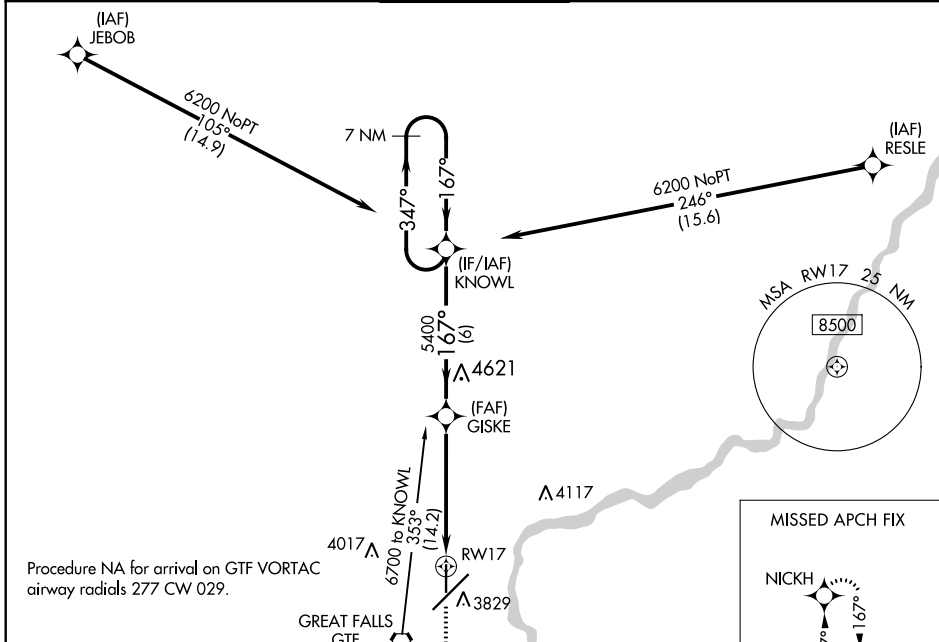 (IAF)
JEBOB
6200 NoPT
105°
(14.9)
7 NM
347°
167°
(IAF)
RESLE
6200 NoPT
246°
(15.6)
(IF/IAF)
KNOWL
MSA RW17 25 NM
8500
5400
167°
(6)
4621
(FAF)
GISKE
4117
6700 to KNOWL
353°
(14.2)
4017
RW17
3829
Procedure NA for arrival on GTF VORTAC
airway radials 277 CW 029.
GREAT FALLS
GTF
MISSED APCH FIX
NICKH
167°